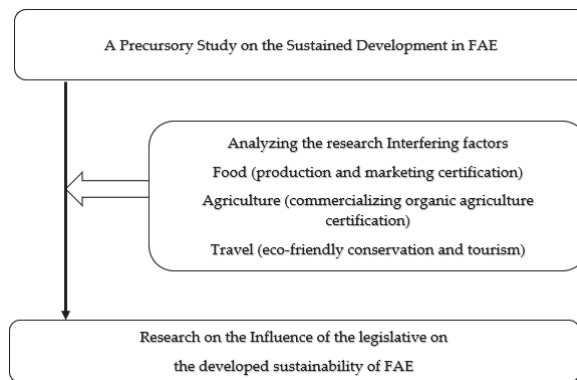 A Precursory Study on the Sustained Development in FAE
Analyzing the research Interfering factors
Food (production and marketing certification)
Agriculture (commercializing organic agriculture
certification)
Travel (eco-friendly conservation and tourism)
Research on the Influence of the legislative on
the developed sustainability of FAE